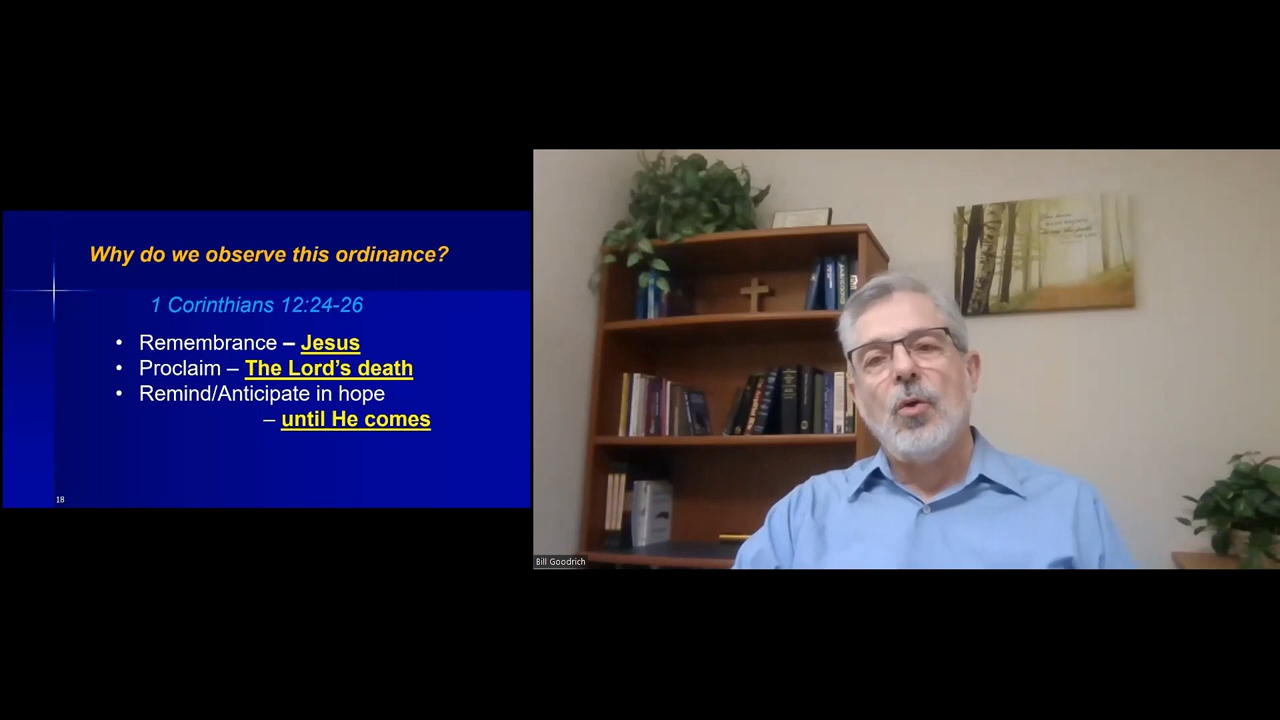 Why do we observe this ordinance?
1 Corinthians 12:24-26
• Remembrance – Jesus
• Proclaim – The Lord’s death
• Remind/Anticipate in hope
– until He comes
18
Bill Goodrich